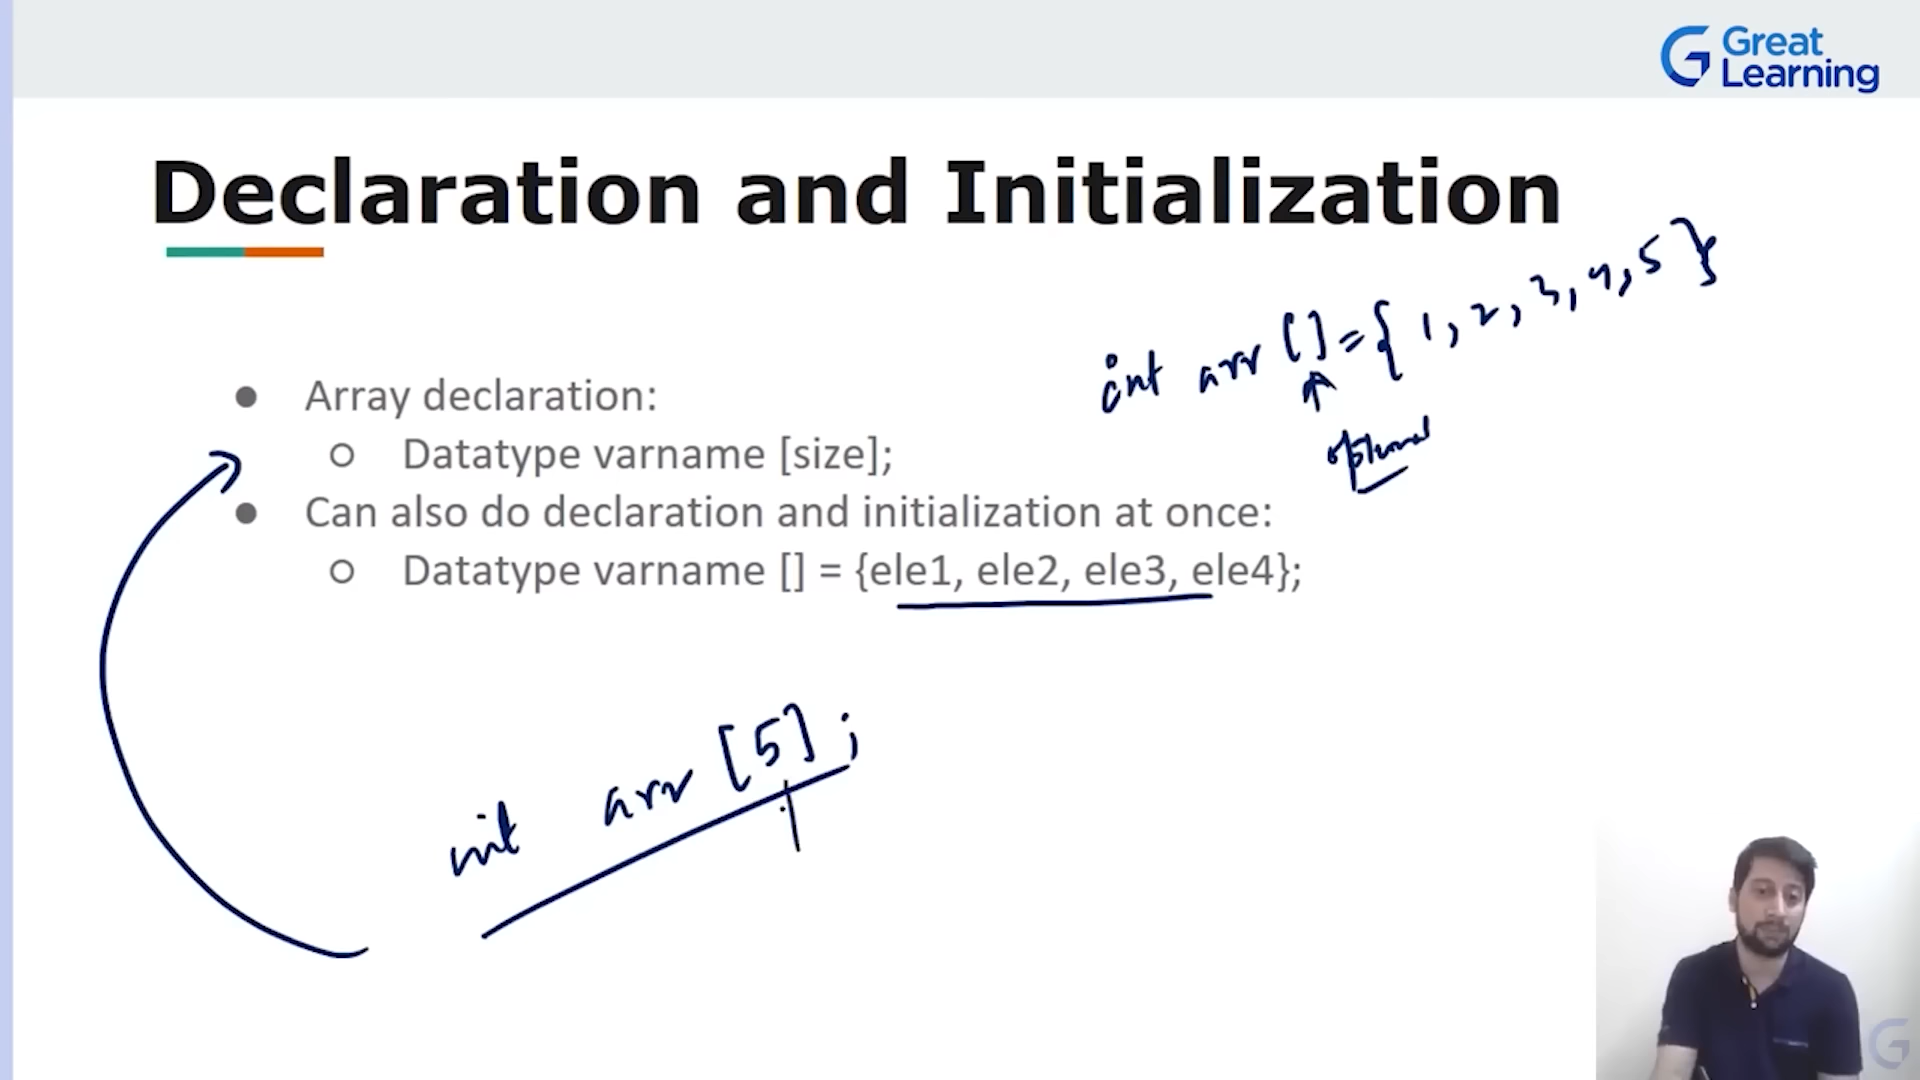 Great
Learning
Declaration and Initialization
int arr [] = { 1, 2, 3, 4, 5 }
optional
● Array declaration:
○ Datatype varname [size];
● Can also do declaration and initialization at once:
○ Datatype varname [] = {ele1, ele2, ele3, ele4};
int arr [5] ;